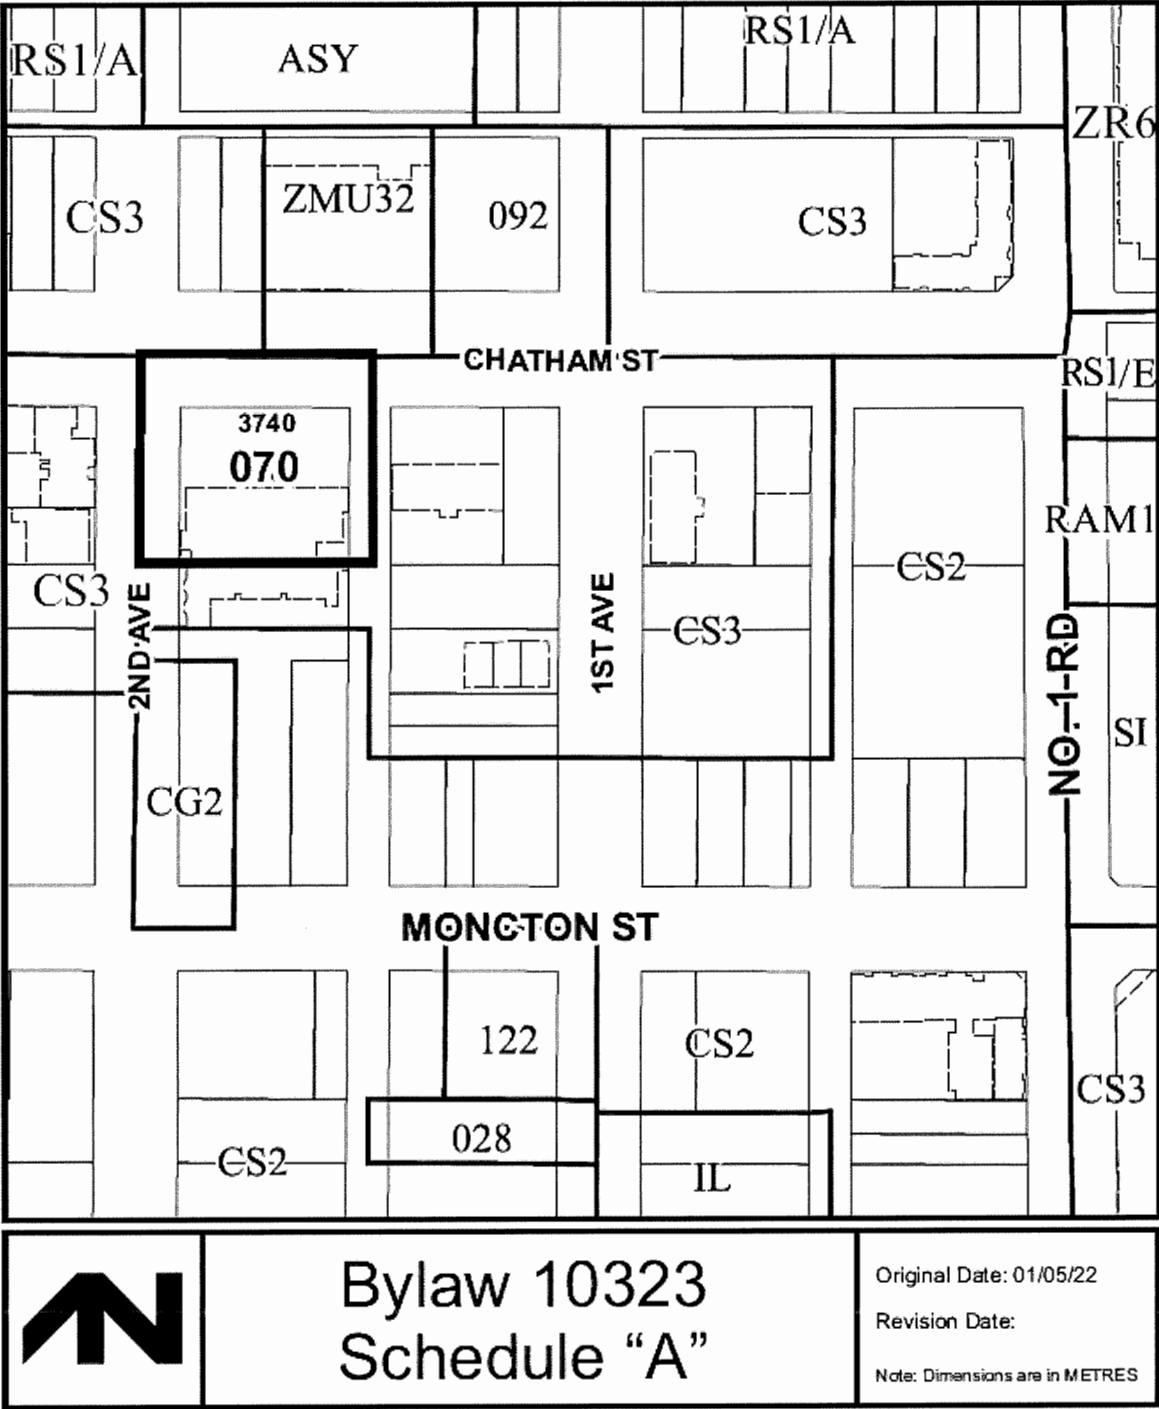 RS1/A
ASY
RS1/A
ZR6
CS3
ZMU32
092
CS3
CHATHAM ST
RS1/E
3740
070
RAM1
CS2
CS3
2ND AVE
1ST AVE
CS3
NO. 1 RD
SI
CG2
MONCTON ST
122
CS2
CS3
028
CS2
IL
N
Bylaw 10323
Schedule “A”
Original Date: 01/05/22
Revision Date:
Note: Dimensions are in METRES